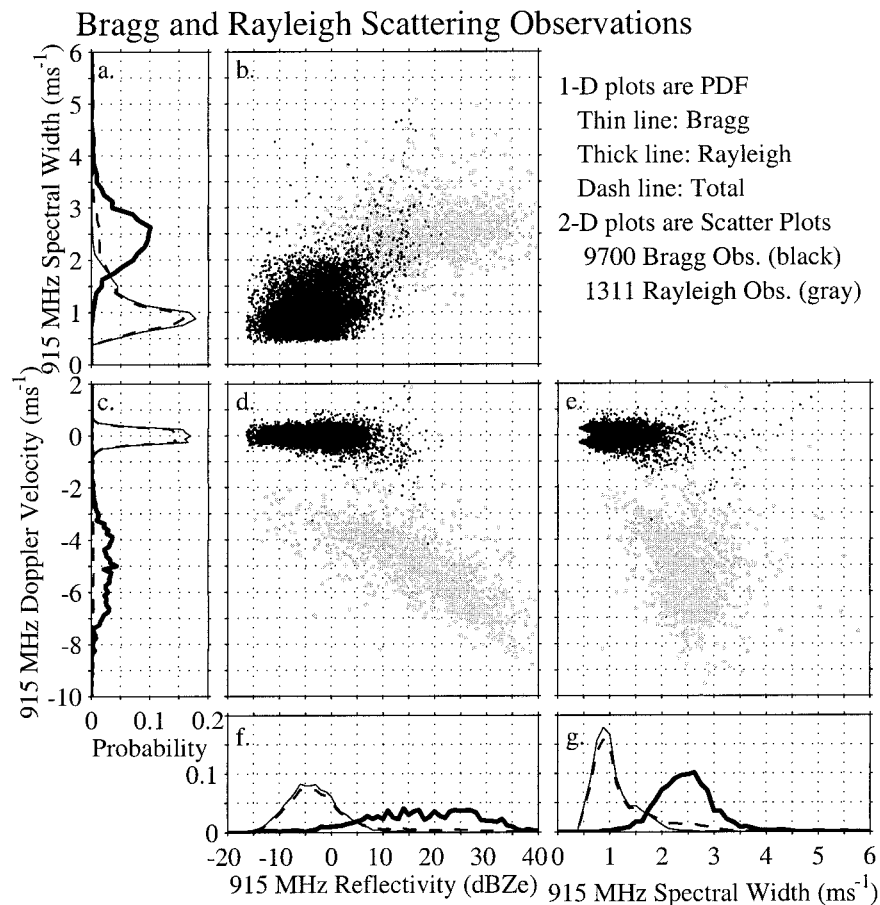 Bragg and Rayleigh Scattering Observations
915 MHz Spectral Width (ms-1)
6
5
4
3
2
1
0
a.
b.
1-D plots are PDF
Thin line: Bragg
Thick line: Rayleigh
Dash line: Total
2-D plots are Scatter Plots
9700 Bragg Obs. (black)
1311 Rayleigh Obs. (gray)
915 MHz Doppler Velocity (ms-1)
2
0
-2
-4
-6
-8
-10
c.
d.
e.
0 0.1 0.2
Probability
0.1
0
f.
g.
-20 -10 0 10 20 30 40
915 MHz Reflectivity (dBZe)
0 1 2 3 4 5 6
915 MHz Spectral Width (ms-1)